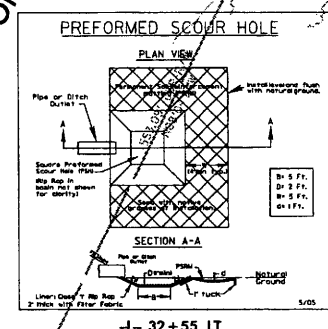 PREFORMED SCOUR HOLE
PLAN VIEW
Install level and flush
with natural ground.
Pipe or Ditch
Outlet
A
A
Square Preformed
Scour Hole (PSH)
(Rip Rap in
basin not shown
for clarity)
B= 5 Ft.
D= 2 Ft.
W= 5 Ft.
d= 1 Ft.
SECTION A-A
Pipe or Ditch
Outlet
PSRM
d
Natural
Ground
B
1' TUCK
Liner: Class 'I' Rip Rap
2' thick with Filter Fabric
5/05
-L- 32+55 LT